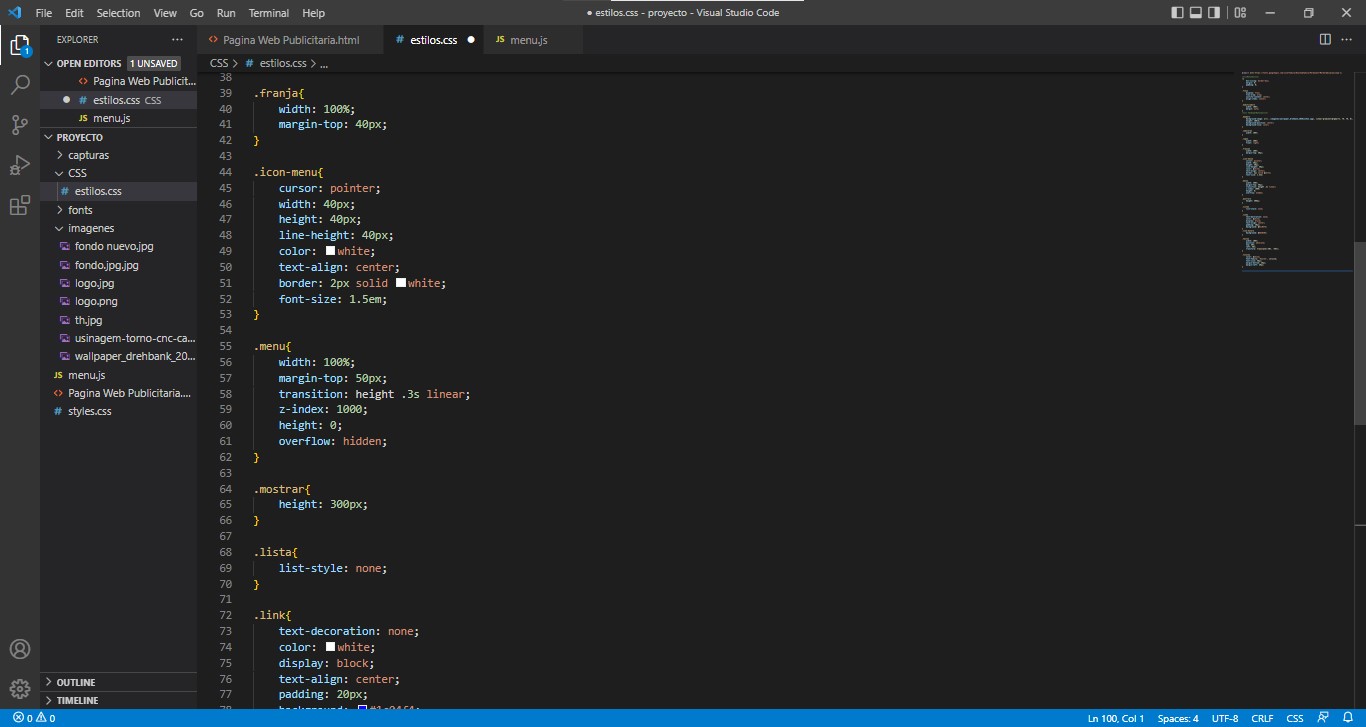 File Edit Selection View Go Run Terminal Help
● estilos.css - proyecto - Visual Studio Code
EXPLORER
Pagina Web Publicitaria.html
# estilos.css ●
JS menu.js
OPEN EDITORS 1 UNSAVED
Pagina Web Publicit...
# estilos.css CSS
JS menu.js
PROYECTO
capturas
CSS
# estilos.css
fonts
imagenes
fondo nuevo.jpg
fondo.jpg.jpg
logo.jpg
logo.png
th.jpg
usinagem-torno-cnc-ca...
wallpaper_drehbank_20...
JS menu.js
Pagina Web Publicitaria....
# styles.css
OUTLINE
TIMELINE
CSS > # estilos.css > ...
38
39 .franja{
40 width: 100%;
41 margin-top: 40px;
42 }
43
44 .icon-menu{
45 cursor: pointer;
46 width: 40px;
47 height: 40px;
48 line-height: 40px;
49 color: white;
50 text-align: center;
51 border: 2px solid white;
52 font-size: 1.5em;
53 }
54
55 .menu{
56 width: 100%;
57 margin-top: 50px;
58 transition: height .3s linear;
59 z-index: 1000;
60 height: 0;
61 overflow: hidden;
62 }
63
64 .mostrar{
65 height: 300px;
66 }
67
68 .lista{
69 list-style: none;
70 }
71
72 .link{
73 text-decoration: none;
74 color: white;
75 display: block;
76 text-align: center;
77 padding: 20px;
78 background:
1
0 0
Ln 100, Col 1 Spaces: 4 UTF-8 CRLF CSS